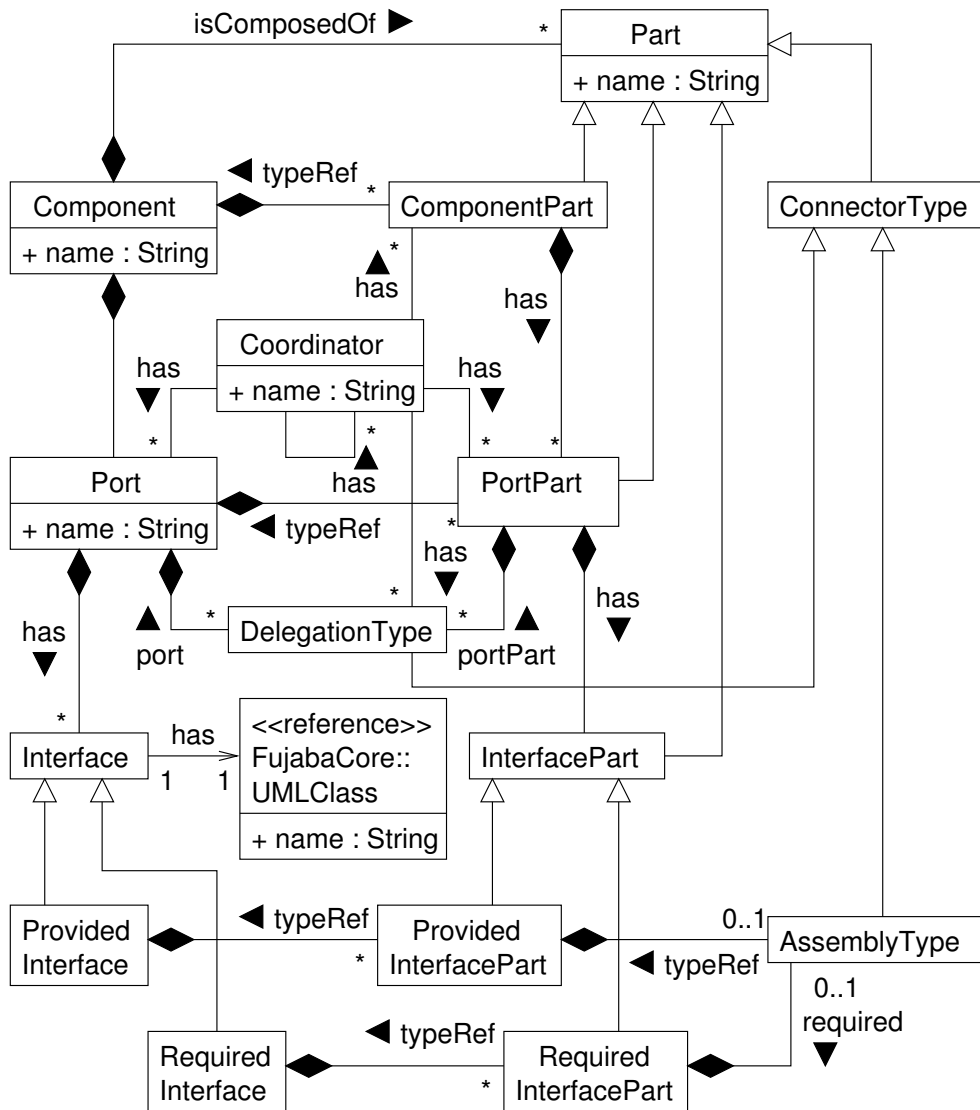 isComposedOf
*
Part
+ name : String
typeRef
*
Component
+ name : String
ComponentPart
ConnectorType
*
has
has
Coordinator
+ name : String
has
has
*
*
*
*
has
Port
+ name : String
PortPart
typeRef
*
has
has
*
*
*
DelegationType
has
port
portPart
*
Interface
has
1
1
<<reference>>
FujabaCore::
UMLClass
+ name : String
InterfacePart
Provided
Interface
typeRef
*
Provided
InterfacePart
0..1
typeRef
AssemblyType
0..1
required
Required
Interface
typeRef
*
Required
InterfacePart